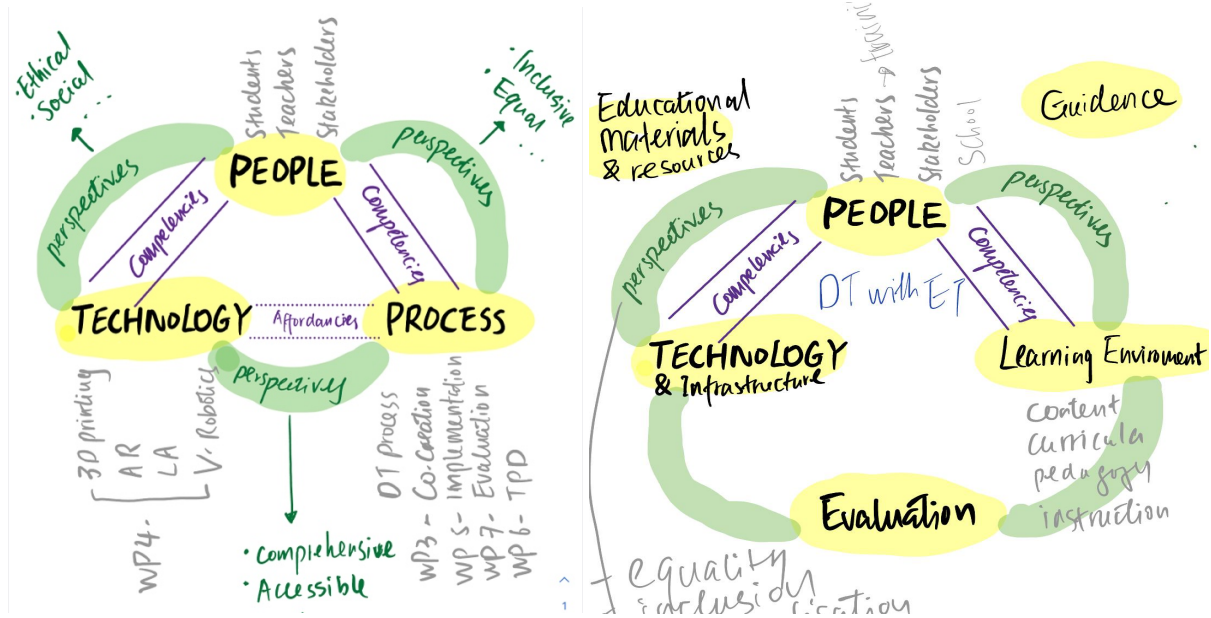 • Ethical
• Social
...
Students
Teachers
Stakeholders
• Inclusive
• Equal
...
perspectives
PEOPLE
perspectives
Competencies
Competencies
TECHNOLOGY
Affordancies
PROCESS
perspectives
3D printing
AR
LA
V. Robotics
WP4-
DT process
WP3 - Co-creation
WP5 - Implementation
WP7 - Evaluation
WP6 - TPD
• Comprehensive
• Accessible
1
Educational
materials
& resources
Students
Teachers →
Stakeholders
School
Guidence
perspectives
PEOPLE
perspectives
Competencies
Competencies
DT with ET
TECHNOLOGY
& Infrastructure
Learning Enviroment
Content
curricula
pedagogy
instruction
Evaluation
- equality
inclusion